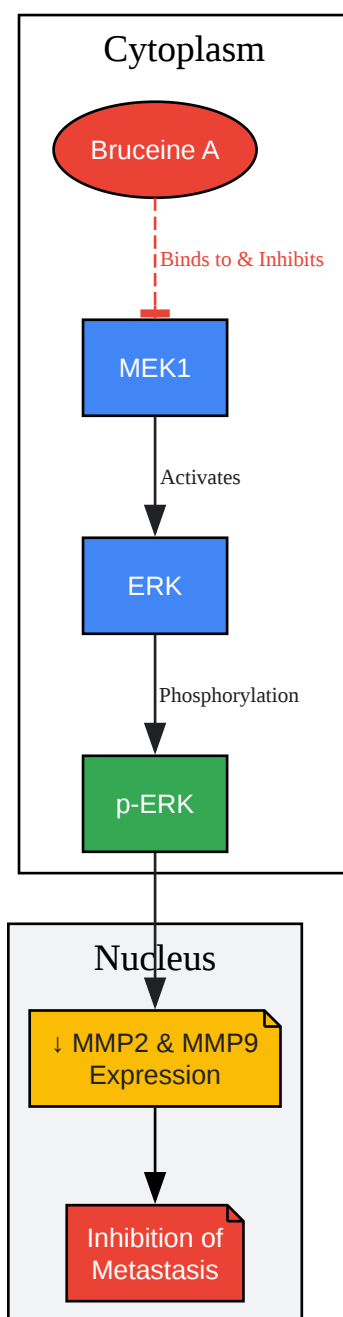 Cytoplasm
Bruceine A
Binds to & Inhibits
MEK1
Activates
ERK
Phosphorylation
p-ERK
Nucleus
↓ MMP2 & MMP9
Expression
Inhibition of
Metastasis